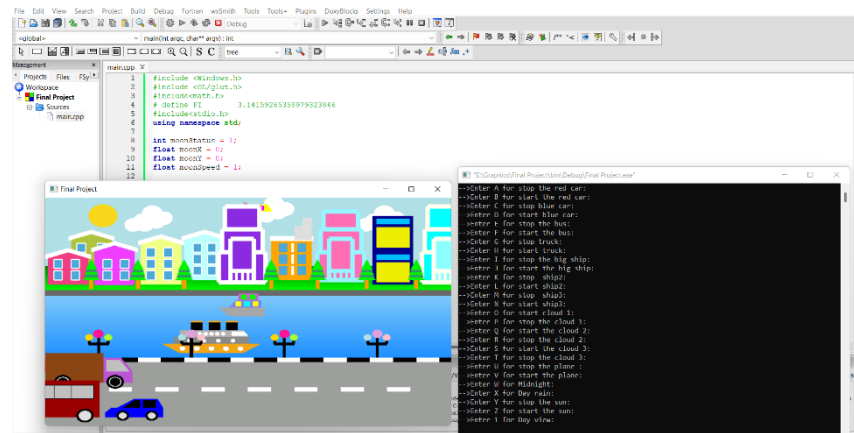 File Edit View Search Project Build Debug Fortran wxSmith Tools Tools+ Plugins DoxyBlocks Settings Help
Debug
<global>
main(int argc, char** argv) : int
S C
tree
Management
main.cpp X
Projects Files FSy
Workspace
Final Project
Sources
main.cpp
1 #include <Windows.h>
2 #include <GL/glut.h>
3 #include<math.h>
4 # define PI 3.14159265358979323846
5 #include<stdio.h>
6 using namespace std;
7
8 int moonStatus = 1;
9 float moonX = 0;
10 float moonY = 0;
11 float moonSpeed = 1;
12
Final Project
"E:\Graphics\Final Project\bin\Debug\Final Project.exe"
-->Enter A for stop the red car:
-->Enter B for start the red car:
-->Enter C for stop blue car:
-->Enter D for start blue car:
-->Enter E for stop the bus:
-->Enter F for start the bus:
-->Enter G for stop truck:
-->Enter H for start truck:
-->Enter I for stop the big ship:
-->Enter J for start the big ship:
-->Enter K for stop ship2:
-->Enter L for start ship2:
-->Enter M for stop ship3:
-->Enter N for start ship3:
-->Enter O for start cloud 1:
-->Enter P for stop the cloud 1:
-->Enter Q for start the cloud 2:
-->Enter R for stop the cloud 2:
-->Enter S for start the cloud 3:
-->Enter T for stop the cloud 3:
-->Enter U for stop the plane :
-->Enter V for start the plane:
-->Enter W for Midnight:
-->Enter X for Day rain:
-->Enter Y for stop the sun:
-->Enter Z for start the sun:
-->Enter 1 for Day view: